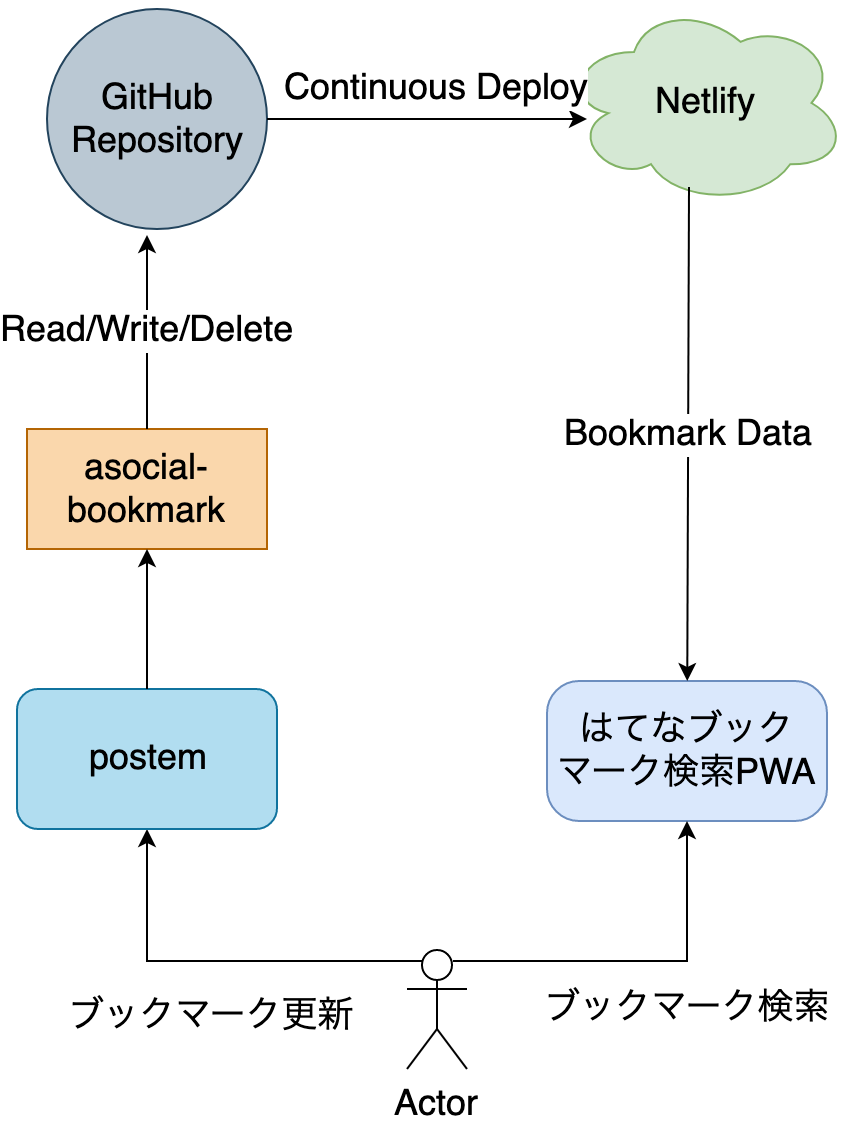 GitHub
Repository
Continuous Deploy
Netlify
Read/Write/Delete
Bookmark Data
asocial-
bookmark
postem
はてなブック
マーク検索PWA
ブックマーク更新
ブックマーク検索
Actor